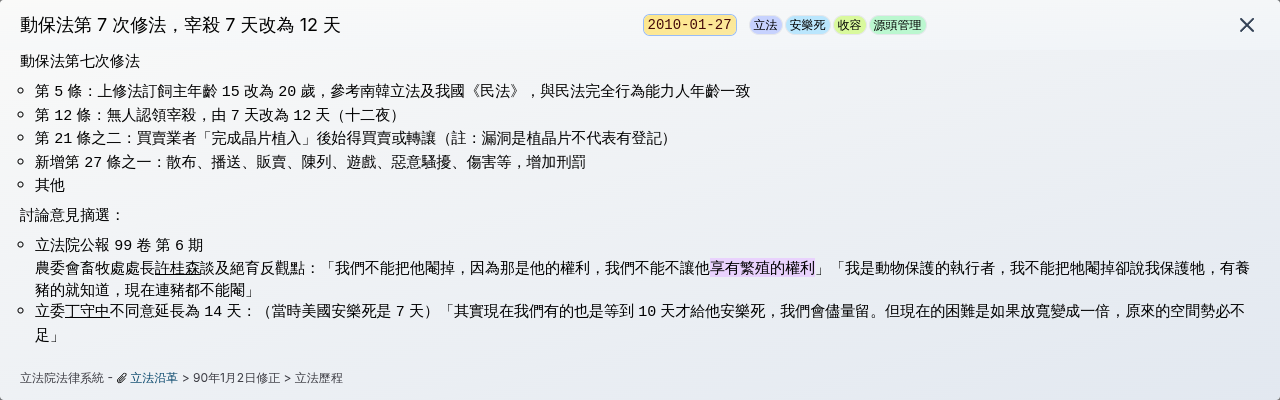 動保法第 7 次修法，宰殺 7 天改為 12 天
2010-01-27 立法 安樂死 收容 源頭管理
動保法第七次修法
第 5 條：上修法訂飼主年齡 15 改為 20 歲，參考南韓立法及我國《民法》，與民法完全行為能力人年齡一致
第 12 條：無人認領宰殺，由 7 天改為 12 天（十二夜）
第 21 條之二：買賣業者「完成晶片植入」後始得買賣或轉讓（註：漏洞是植晶片不代表有登記）
新增第 27 條之一：散布、播送、販賣、陳列、遊戲、惡意騷擾、傷害等，增加刑罰
其他
討論意見摘選：
立法院公報 99 卷 第 6 期
農委會畜牧處處長許桂森談及絕育反觀點：「我們不能把他閹掉，因為那是他的權利，我們不能不讓他享有繁殖的權利」「我是動物保護的執行者，我不能把牠閹掉卻說我保護牠，有養
豬的就知道，現在連豬都不能閹」
立委丁守中不同意延長為 14 天：（當時美國安樂死是 7 天）「其實現在我們有的也是等到 10 天才給他安樂死，我們會儘量留。但現在的困難是如果放寬變成一倍，原來的空間勢必不
足」
立法院法律系統 - 立法沿革 > 90年1月2日修正 > 立法歷程